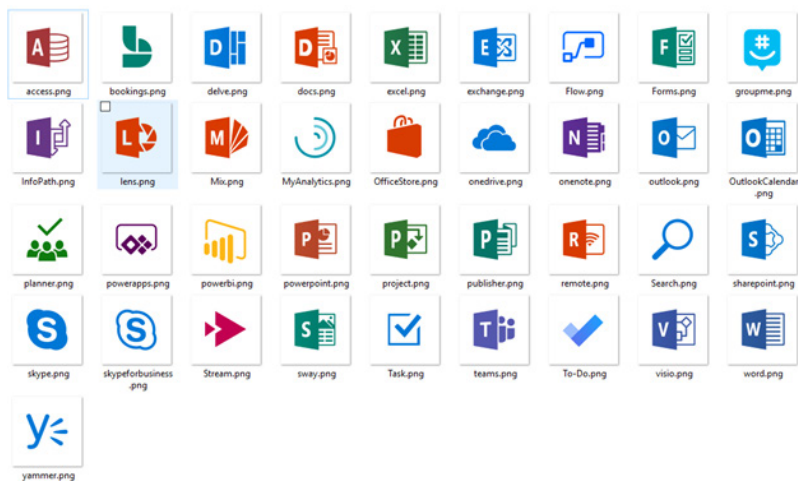 A D D X E F #
access.png bookings.png delve.png docs.png excel.png exchange.png Flow.png Forms.png groupme.png
I L M N O O
InfoPath.png lens.png Mix.png MyAnalytics.png OfficeStore.png onedrive.png onenote.png outlook.png OutlookCalendar
.png
P P P R S
planner.png powerapps.png powerbi.png powerpoint.png project.png publisher.png remote.png Search.png sharepoint.png
S S S T V W
skype.png skypeforbusiness Stream.png sway.png Task.png teams.png To-Do.png visio.png word.png
.png
y
yammer.png